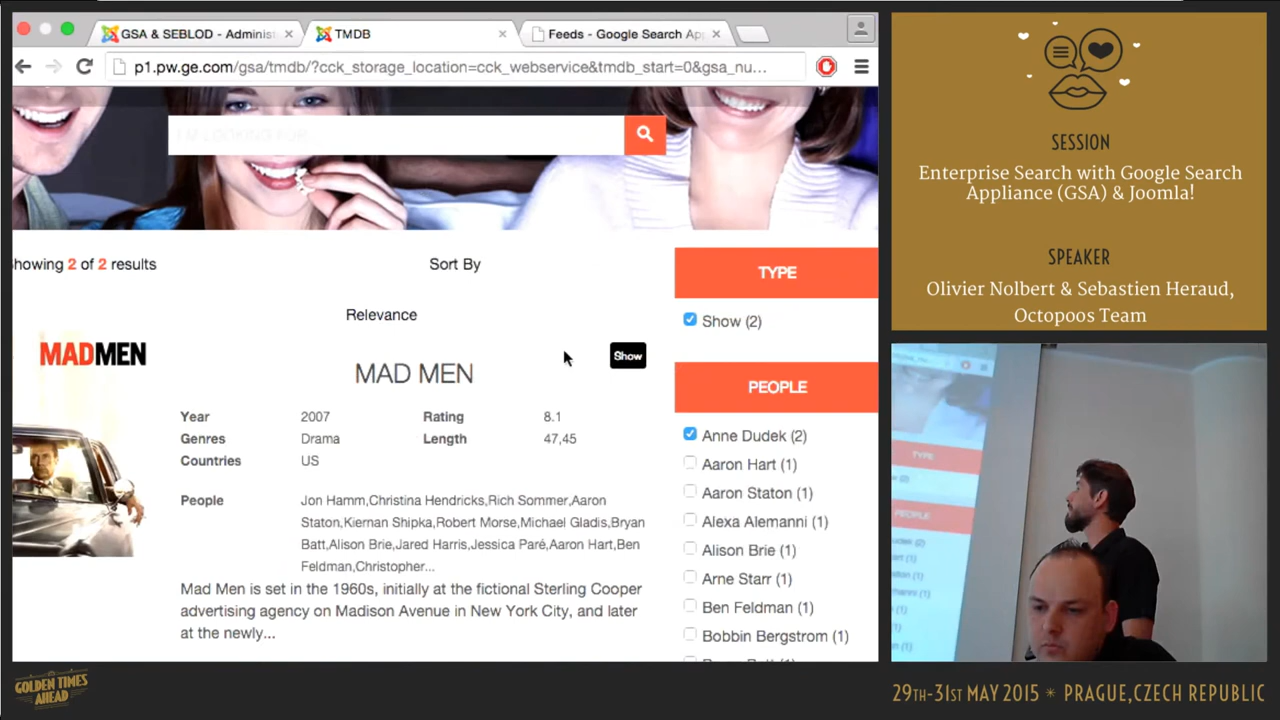 GSA & SEBLOD - Adminis
TMDB
Feeds - Google Search Ap
p1.pw.ge.com/gsa/tmdb/?cck_storage_location=cck_webservice&tmdb_start=0&gsa_nu...
I'M LOOKING FOR...
howing 2 of 2 results
Sort By
Relevance
MADMEN
MAD MEN
Show
Year 2007 Rating 8.1
Genres Drama Length 47,45
Countries US
People Jon Hamm,Christina Hendricks,Rich Sommer,Aaron
Staton,Kiernan Shipka,Robert Morse,Michael Gladis,Bryan
Batt,Alison Brie,Jared Harris,Jessica Paré,Aaron Hart,Ben
Feldman,Christopher...
Mad Men is set in the 1960s, initially at the fictional Sterling Cooper
advertising agency on Madison Avenue in New York City, and later
at the newly...
TYPE
Show (2)
PEOPLE
Anne Dudek (2)
Aaron Hart (1)
Aaron Staton (1)
Alexa Alemanni (1)
Alison Brie (1)
Arne Starr (1)
Ben Feldman (1)
Bobbin Bergstrom (1)
SESSION
Enterprise Search with Google Search
Appliance (GSA) & Joomla!
SPEAKER
Olivier Nolbert & Sebastien Heraud,
Octopoos Team
TYPE
PEOPLE
GOLDEN TIMES
AHEAD
29TH-31ST MAY 2015 * PRAGUE,CZECH REPUBLIC